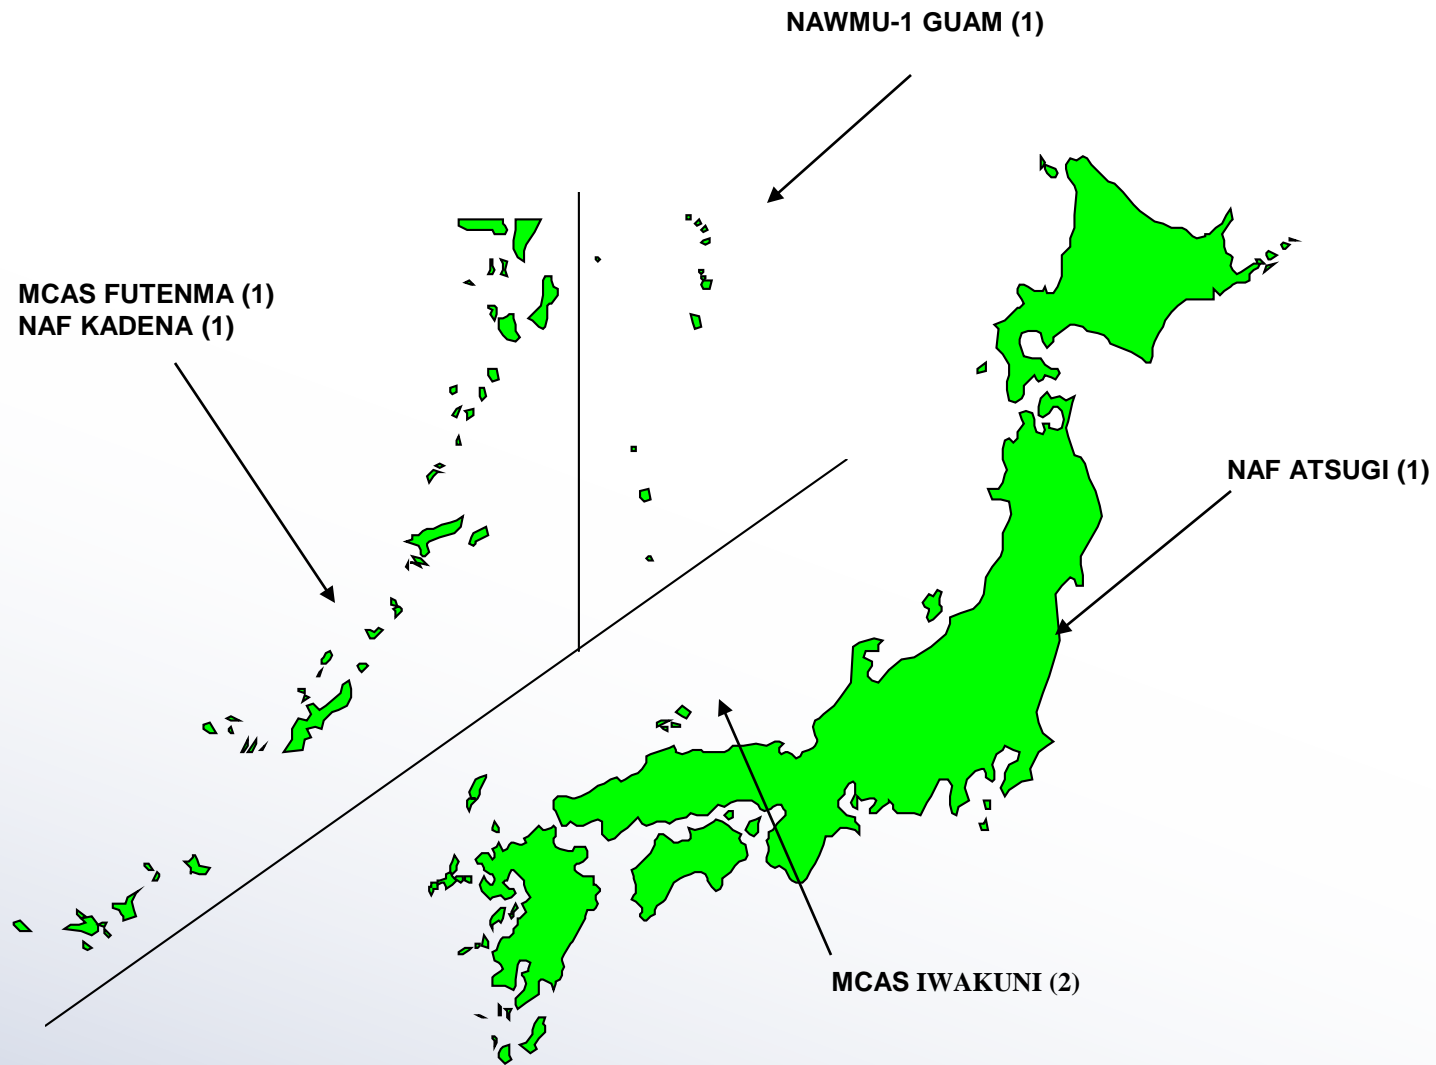 NAWMU-1 GUAM (1)
MCAS FUTENMA (1)
NAF KADENA (1)
NAF ATSUGI (1)
MCAS IWAKUNI (2)